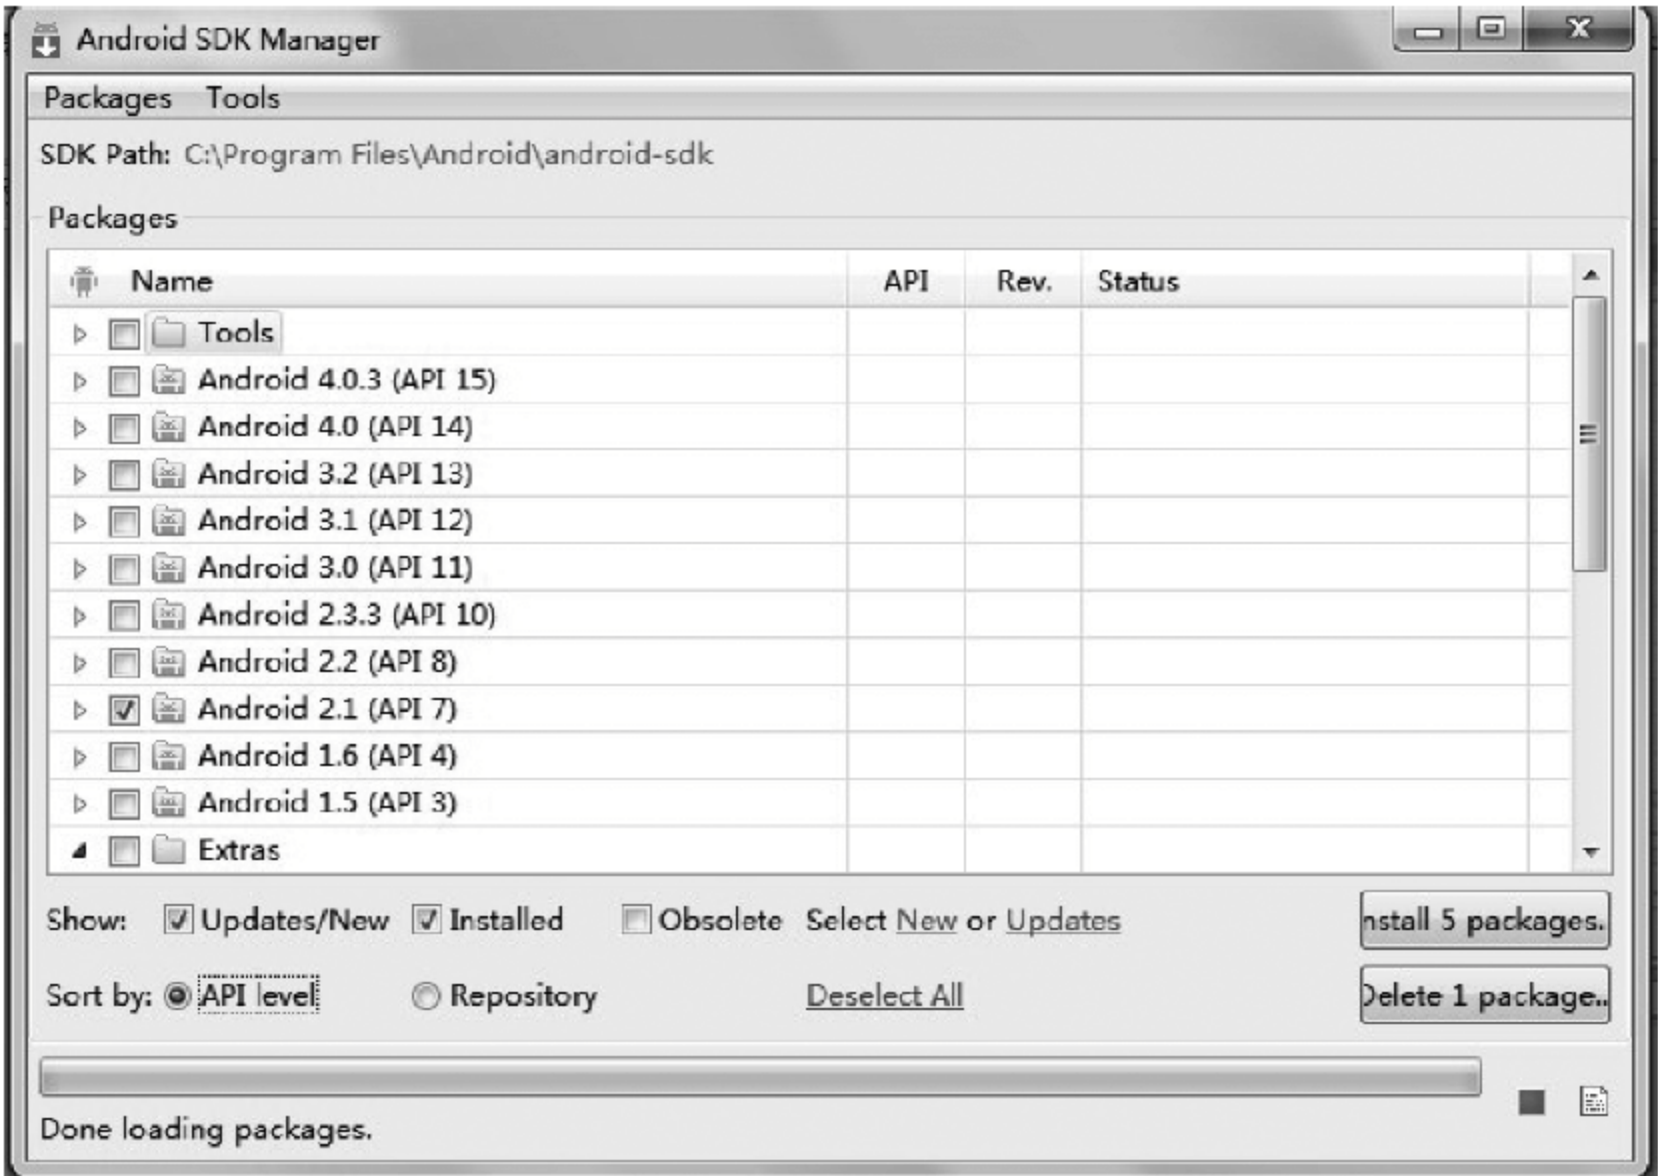 Android SDK Manager
Packages Tools
SDK Path: C:\Program Files\Android\android-sdk
Packages
Name API Rev. Status
Tools
Android 4.0.3 (API 15)
Android 4.0 (API 14)
Android 3.2 (API 13)
Android 3.1 (API 12)
Android 3.0 (API 11)
Android 2.3.3 (API 10)
Android 2.2 (API 8)
Android 2.1 (API 7)
Android 1.6 (API 4)
Android 1.5 (API 3)
Extras
Show: Updates/New Installed Obsolete Select New or Updates nstall 5 packages..
Sort by: API level Repository Deselect All Delete 1 package..
Done loading packages.